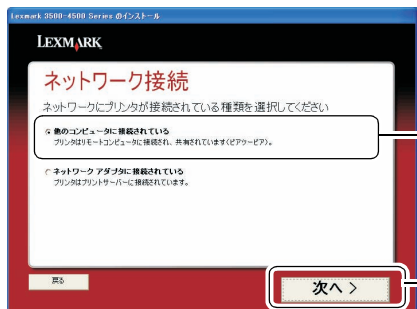 Lexmark 3500-4500 Series のインストール
LEXMARK
ネットワーク接続
ネットワークにプリンタが接続されている種類を選択してください
他のコンピュータに接続されている
プリンタはリモートコンピュータに接続され、共有されています(ピアツーピア)。
ネットワーク アダプタに接続されている
プリンタはプリントサーバーに接続されています。
戻る
次へ >